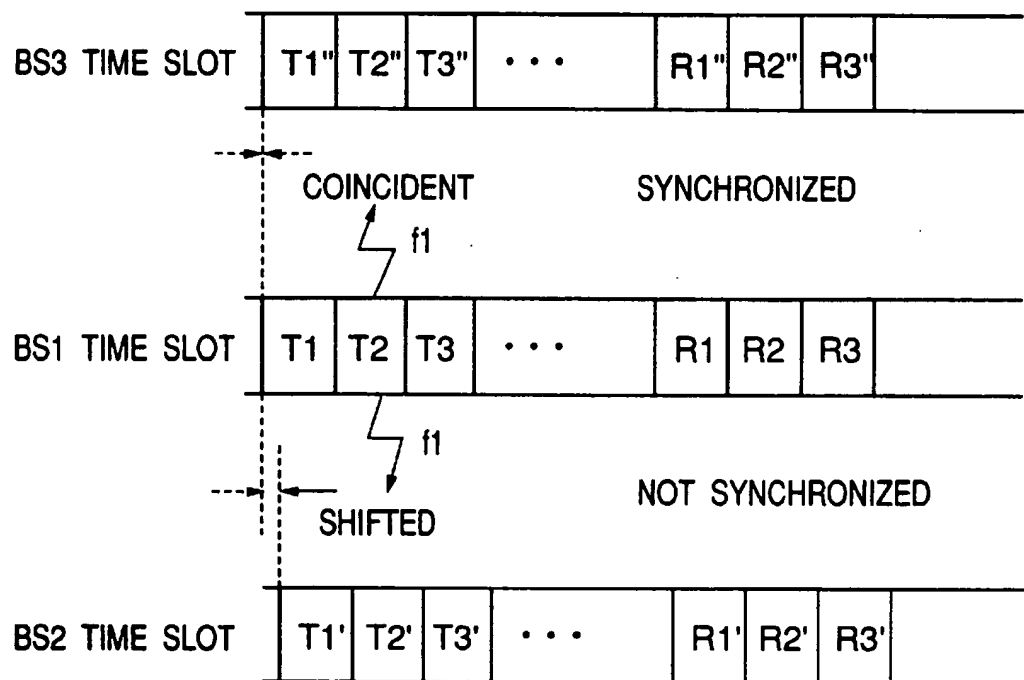 BS3 TIME SLOT T1" T2" T3" ··· R1" R2" R3"
COINCIDENT SYNCHRONIZED
f1
BS1 TIME SLOT T1 T2 T3 ··· R1 R2 R3
f1
NOT SYNCHRONIZED
SHIFTED
BS2 TIME SLOT T1' T2' T3' ··· R1' R2' R3'